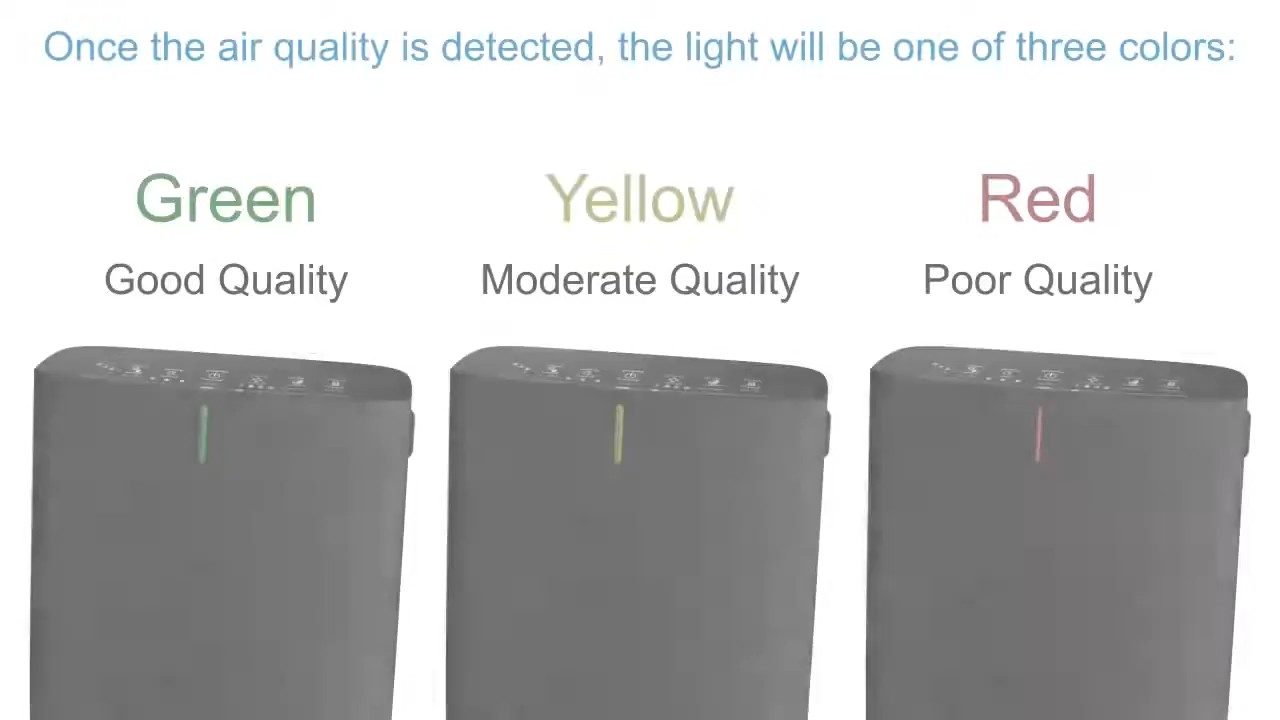 Once the air quality is detected, the light will be one of three colors:
Green
Yellow
Red
Good Quality
Moderate Quality
Poor Quality